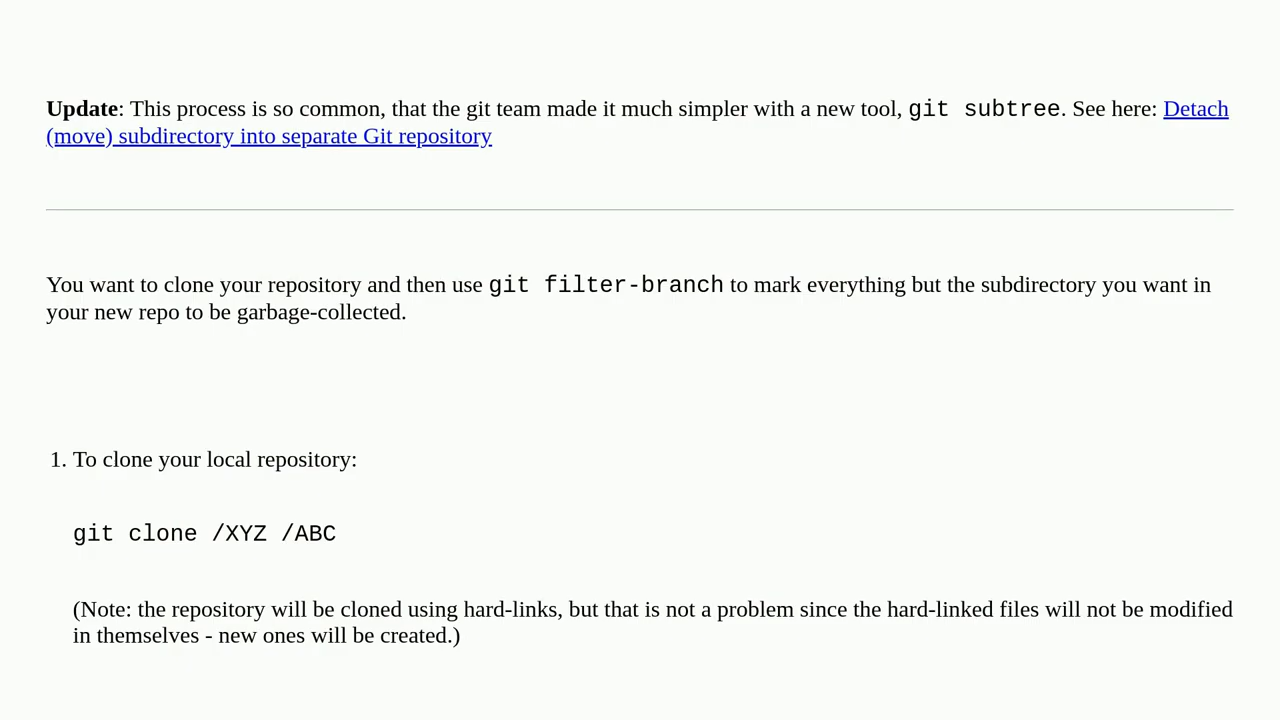 Update: This process is so common, that the git team made it much simpler with a new tool, git subtree. See here: Detach
(move) subdirectory into separate Git repository
You want to clone your repository and then use git filter-branch to mark everything but the subdirectory you want in
your new repo to be garbage-collected.
1. To clone your local repository:
git clone /XYZ /ABC
(Note: the repository will be cloned using hard-links, but that is not a problem since the hard-linked files will not be modified
in themselves - new ones will be created.)